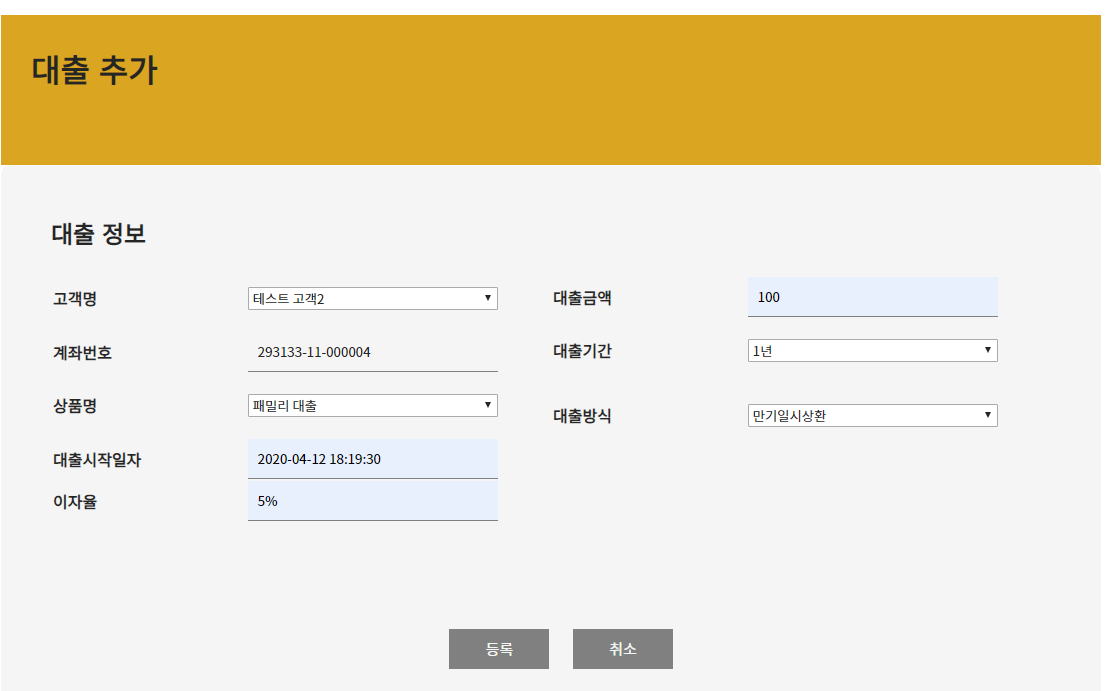 대출 추가
대출 정보
고객명 테스트 고객2 대출금액 100
계좌번호 293133-11-000004 대출기간 1년
상품명 패밀리 대출 대출방식 만기일시상환
대출시작일자 2020-04-12 18:19:30
이자율 5%
등록 취소